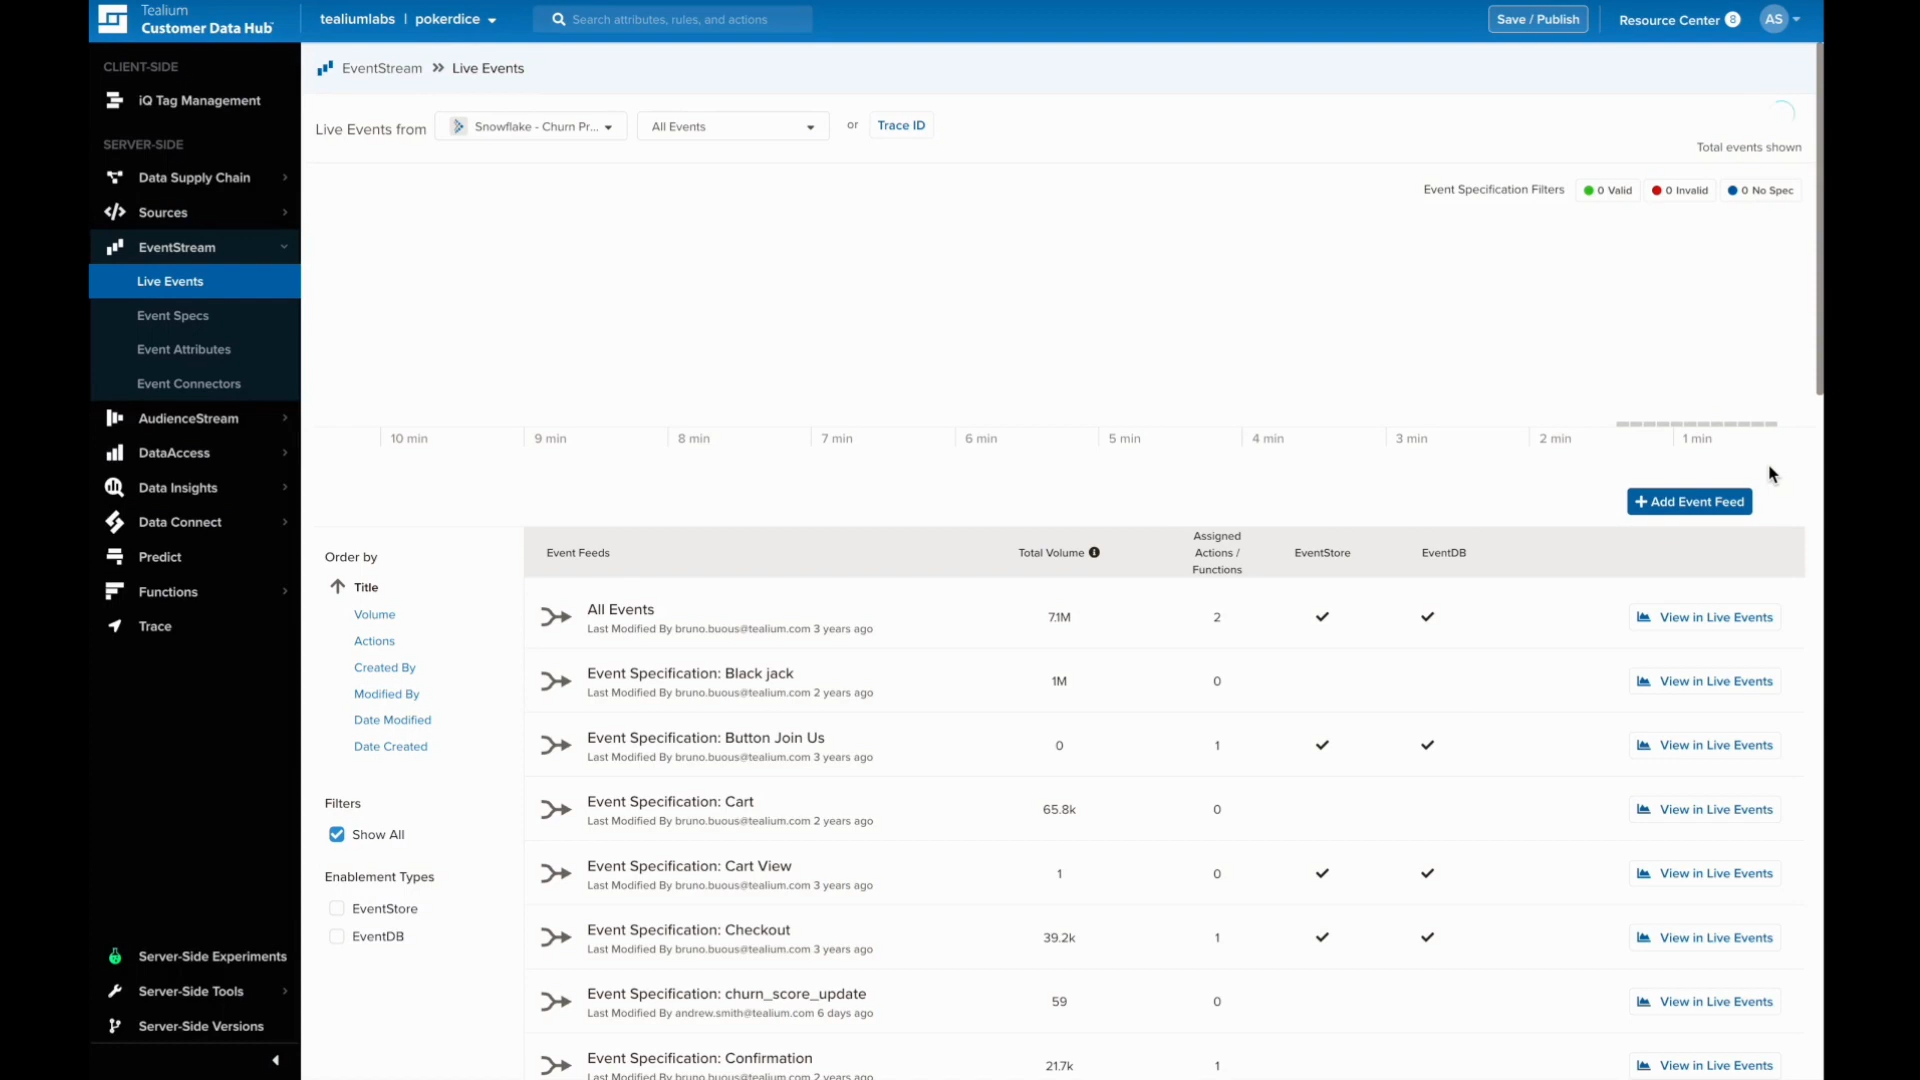 Tealium
Customer Data Hub
tealiumlabs | pokerdice
Search attributes, rules, and actions
Save / Publish
Resource Center 8
AS
CLIENT-SIDE
iQ Tag Management
SERVER-SIDE
Data Supply Chain
Sources
EventStream
Live Events
Event Specs
Event Attributes
Event Connectors
AudienceStream
DataAccess
Data Insights
Data Connect
Predict
Functions
Trace
Server-Side Experiments
Server-Side Tools
Server-Side Versions
EventStream » Live Events
Live Events from
Snowflake - Churn Pr...
All Events
or
Trace ID
Total events shown
Event Specification Filters
0 Valid
0 Invalid
0 No Spec
10 min
9 min
8 min
7 min
6 min
5 min
4 min
3 min
2 min
1 min
+ Add Event Feed
Order by
Title
Volume
Actions
Created By
Modified By
Date Modified
Date Created
Filters
Show All
Enablement Types
EventStore
EventDB
Event Feeds
Total Volume
Assigned
Actions /
Functions
EventStore
EventDB
All Events
Last Modified By bruno.buous@tealium.com 3 years ago
7.1M
2
View in Live Events
Event Specification: Black jack
Last Modified By bruno.buous@tealium.com 2 years ago
1M
0
View in Live Events
Event Specification: Button Join Us
Last Modified By bruno.buous@tealium.com 3 years ago
0
1
View in Live Events
Event Specification: Cart
Last Modified By bruno.buous@tealium.com 2 years ago
65.8k
0
View in Live Events
Event Specification: Cart View
Last Modified By bruno.buous@tealium.com 3 years ago
1
0
View in Live Events
Event Specification: Checkout
Last Modified By bruno.buous@tealium.com 3 years ago
39.2k
1
View in Live Events
Event Specification: churn_score_update
Last Modified By andrew.smith@tealium.com 6 days ago
59
0
View in Live Events
Event Specification: Confirmation
Last Modified By bruno.buous@tealium.com 2 years ago
21.7k
1
View in Live Events